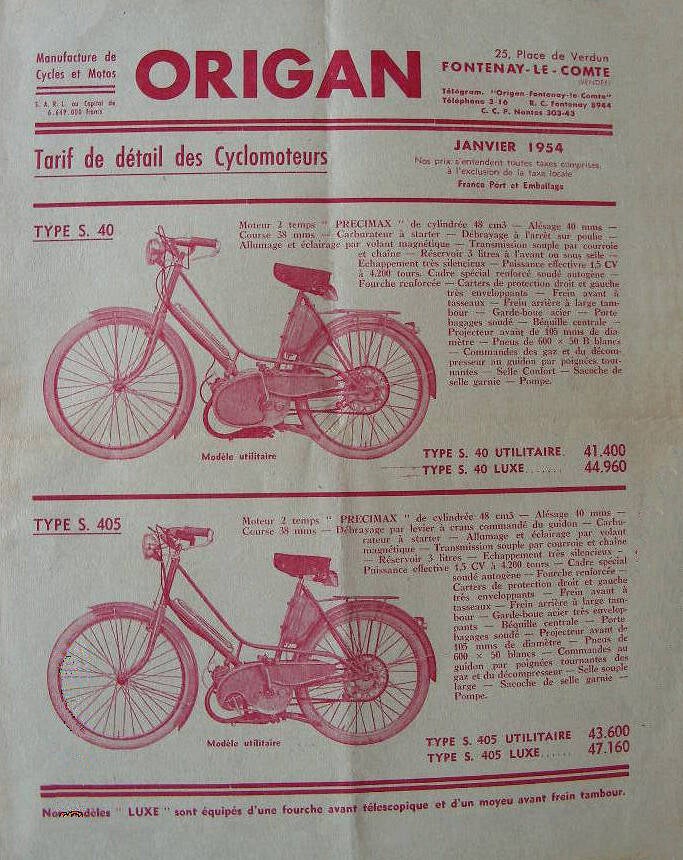 Manufacture de
Cycles et Motos
S. A. R. L. au Capital de
6.649.000 francs
ORIGAN
25, Place de Verdun
FONTENAY-LE-COMTE
(VENDÉE)
Télégram. "Origan-Fontenay-le-Comte"
Téléphone 3-16 R. C. Fontenay 8944
C. C. P. Nantes 303-43
Tarif de détail des Cyclomoteurs
JANVIER 1954
Nos prix s'entendent toutes taxes comprises,
à l'exclusion de la taxe locale
Franco Port et Emballage
TYPE S. 40
Moteur 2 temps " PRECIMAX " de cylindrée 48 cm3 — Alésage 40 mms —
Course 38 mms — Carburateur à starter — Débrayage à l'arrêt sur poulie —
Allumage et éclairage par volant magnétique — Transmission souple par courroie
et chaîne — Réservoir 3 litres à l'avant ou sous selle —
Echappement très silencieux — Puissance effective 1,5 CV
à 4.200 tours. Cadre spécial renforcé soudé autogène —
Fourche renforcée — Carters de protection droit et gauche
très enveloppants — Frein avant à
tasseaux — Frein arrière à large tam-
bour — Garde-boue acier — Porte
bagages soudé — Béquille centrale —
Projecteur avant de 105 mms de dia-
mètre — Pneus de 600 × 50 B blancs
— Commandes des gaz et du décom-
presseur au guidon par poignées tour-
nantes — Selle Confort — Sacoche de
selle garnie — Pompe.
Modèle utilitaire
TYPE S. 40 UTILITAIRE. 41.400
TYPE S. 40 LUXE....... 44.960
TYPE S. 405
Moteur 2 temps " PRECIMAX " de cylindrée 48 cm3 — Alésage 40 mms —
Course 38 mms — Débrayage par levier à crans commandé du guidon — Carbu-
rateur à starter — Allumage et éclairage par volant
magnétique — Transmission souple par courroie et chaîne
— Réservoir 3 litres — Echappement très silencieux —
Puissance effective 1,5 CV à 4.200 tours — Cadre spécial
soudé autogène — Fourche renforcée —
Carters de protection droit et gauche
très enveloppants — Frein avant à
tasseaux — Frein arrière à large tam-
bour — Garde-boue acier très envelop-
pants — Béquille centrale — Porte
bagages soudé — Projecteur avant de
105 mms de diamètre — Pneus de
600 × 50 blancs — Commandes au
guidon par poignées tournantes des
gaz et du décompresseur — Selle souple
large — Sacoche de selle garnie —
Pompe.
Modèle utilitaire
TYPE S. 405 UTILITAIRE 43.600
TYPE S. 405 LUXE...... 47.160
Nos modèles " LUXE " sont équipés d'une fourche avant télescopique et d'un moyeu avant frein tambour.